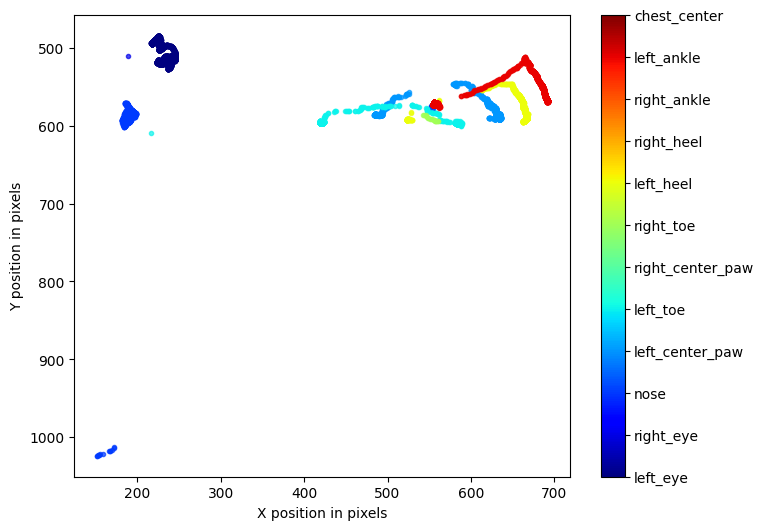 500
600
700
800
900
1000
Y position in pixels
200
300
400
500
600
700
X position in pixels
chest_center
left_ankle
right_ankle
right_heel
left_heel
right_toe
right_center_paw
left_toe
left_center_paw
nose
right_eye
left_eye